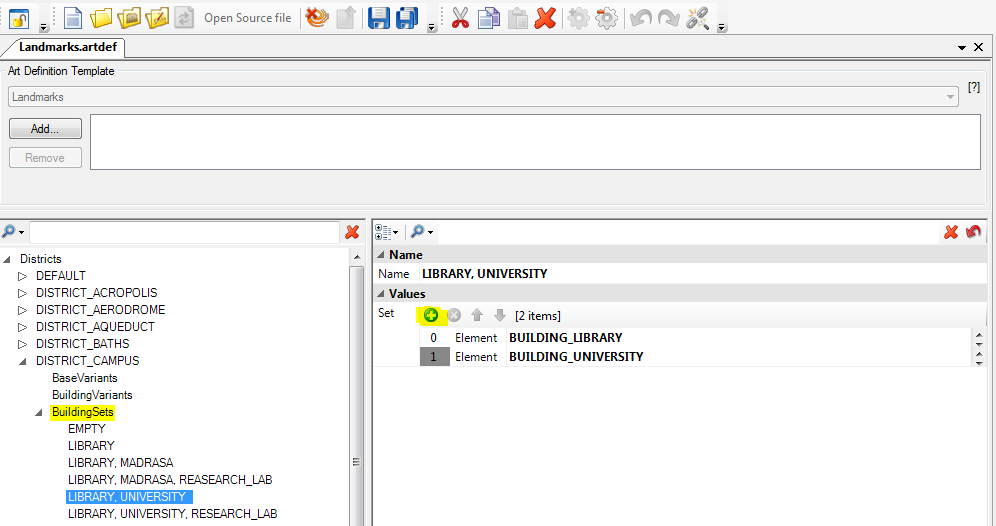 Open Source file
Landmarks.artdef
Art Definition Template
Landmarks
[?]
Add...
Remove
Districts
DEFAULT
DISTRICT_ACROPOLIS
DISTRICT_AERODROME
DISTRICT_AQUEDUCT
DISTRICT_BATHS
DISTRICT_CAMPUS
BaseVariants
BuildingVariants
BuildingSets
EMPTY
LIBRARY
LIBRARY, MADRASA
LIBRARY, MADRASA, REASEARCH_LAB
LIBRARY, UNIVERSITY
LIBRARY, UNIVERSITY, RESEARCH_LAB
Name
Name LIBRARY, UNIVERSITY
Values
Set [2 items]
0 Element BUILDING_LIBRARY
1 Element BUILDING_UNIVERSITY